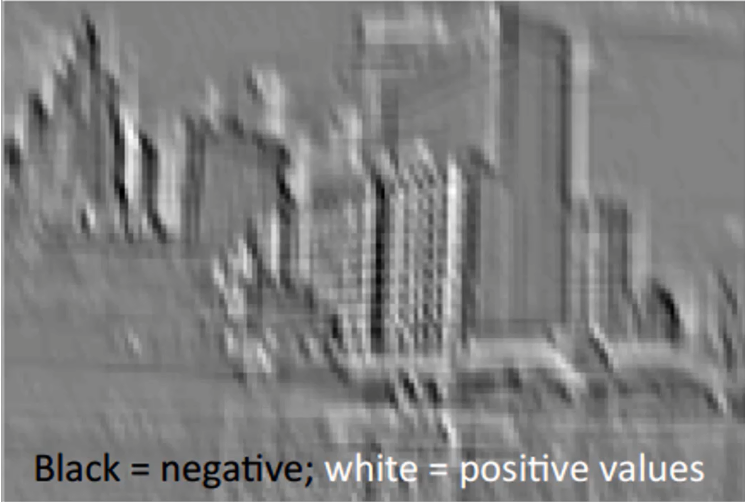 Black = negative; white = positive values